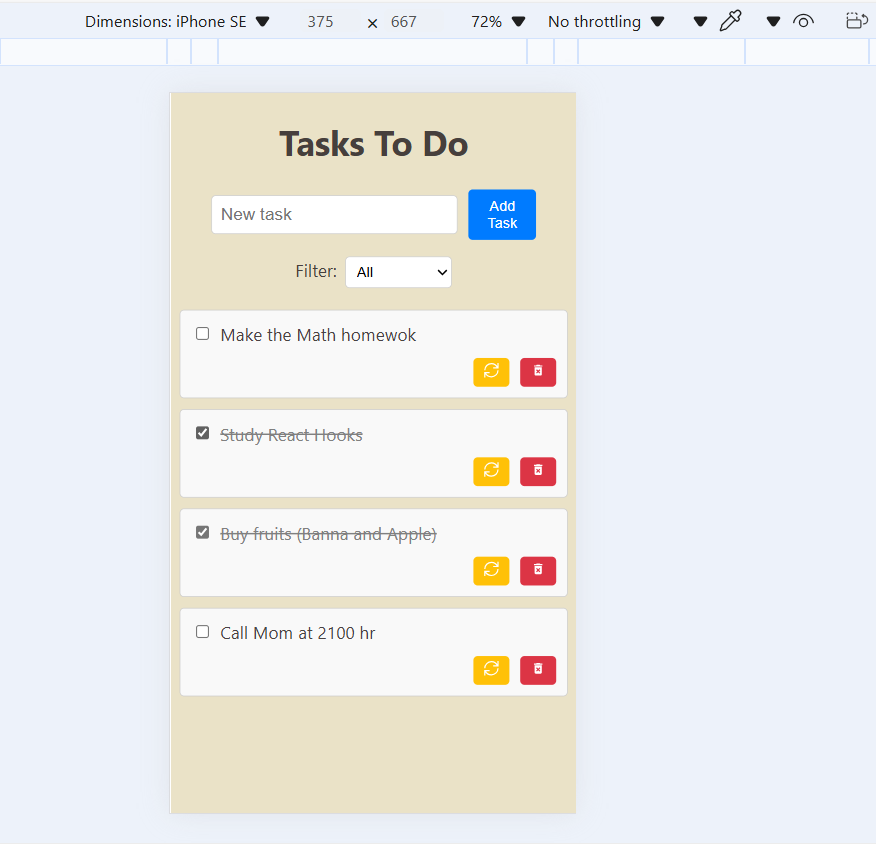 Dimensions: iPhone SE 375 × 667 72% No throttling
Tasks To Do
New task
Add
Task
Filter: All
Make the Math homewok
Study React Hooks
Buy fruits (Banna and Apple)
Call Mom at 2100 hr